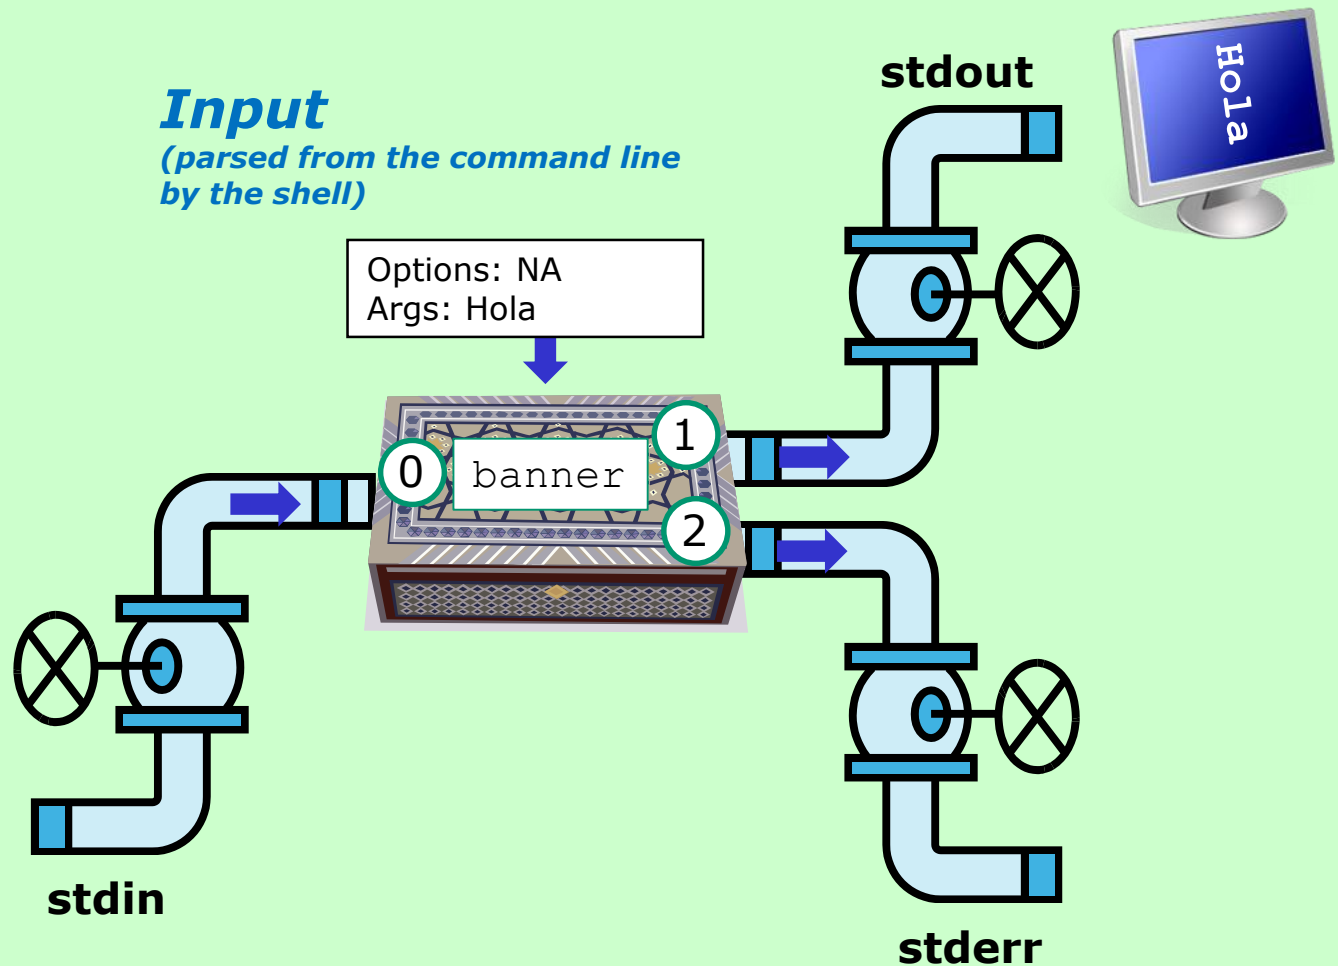 stdout
Hola
Input
(parsed from the command line
by the shell)
Options: NA
Args: Hola
1
0
banner
2
stdin
stderr